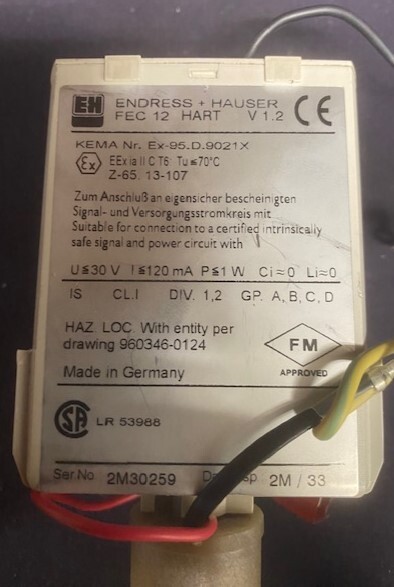 EH ENDRESS + HAUSER
FEC 12 HART V 1.2 CE
KEMA Nr. Ex-95.D.9021X
Ex EEx ia II C T6 Tu ≤70°C
Z-65. 13-107
Zum Anschluß an eigensicher bescheinigten
Signal- und Versorgungsstromkreis mit
Suitable for connection to a certified intrinsically
safe signal and power circuit with
U≤30 V I≤120 mA P≤1 W Ci≈0 Li≈0
IS CL.I DIV. 1,2 GP. A, B, C, D
HAZ. LOC. With entity per
drawing 960346-0124
FM
APPROVED
Made in Germany
SA LR 53988
Ser No 2M30259 sp 2M / 33